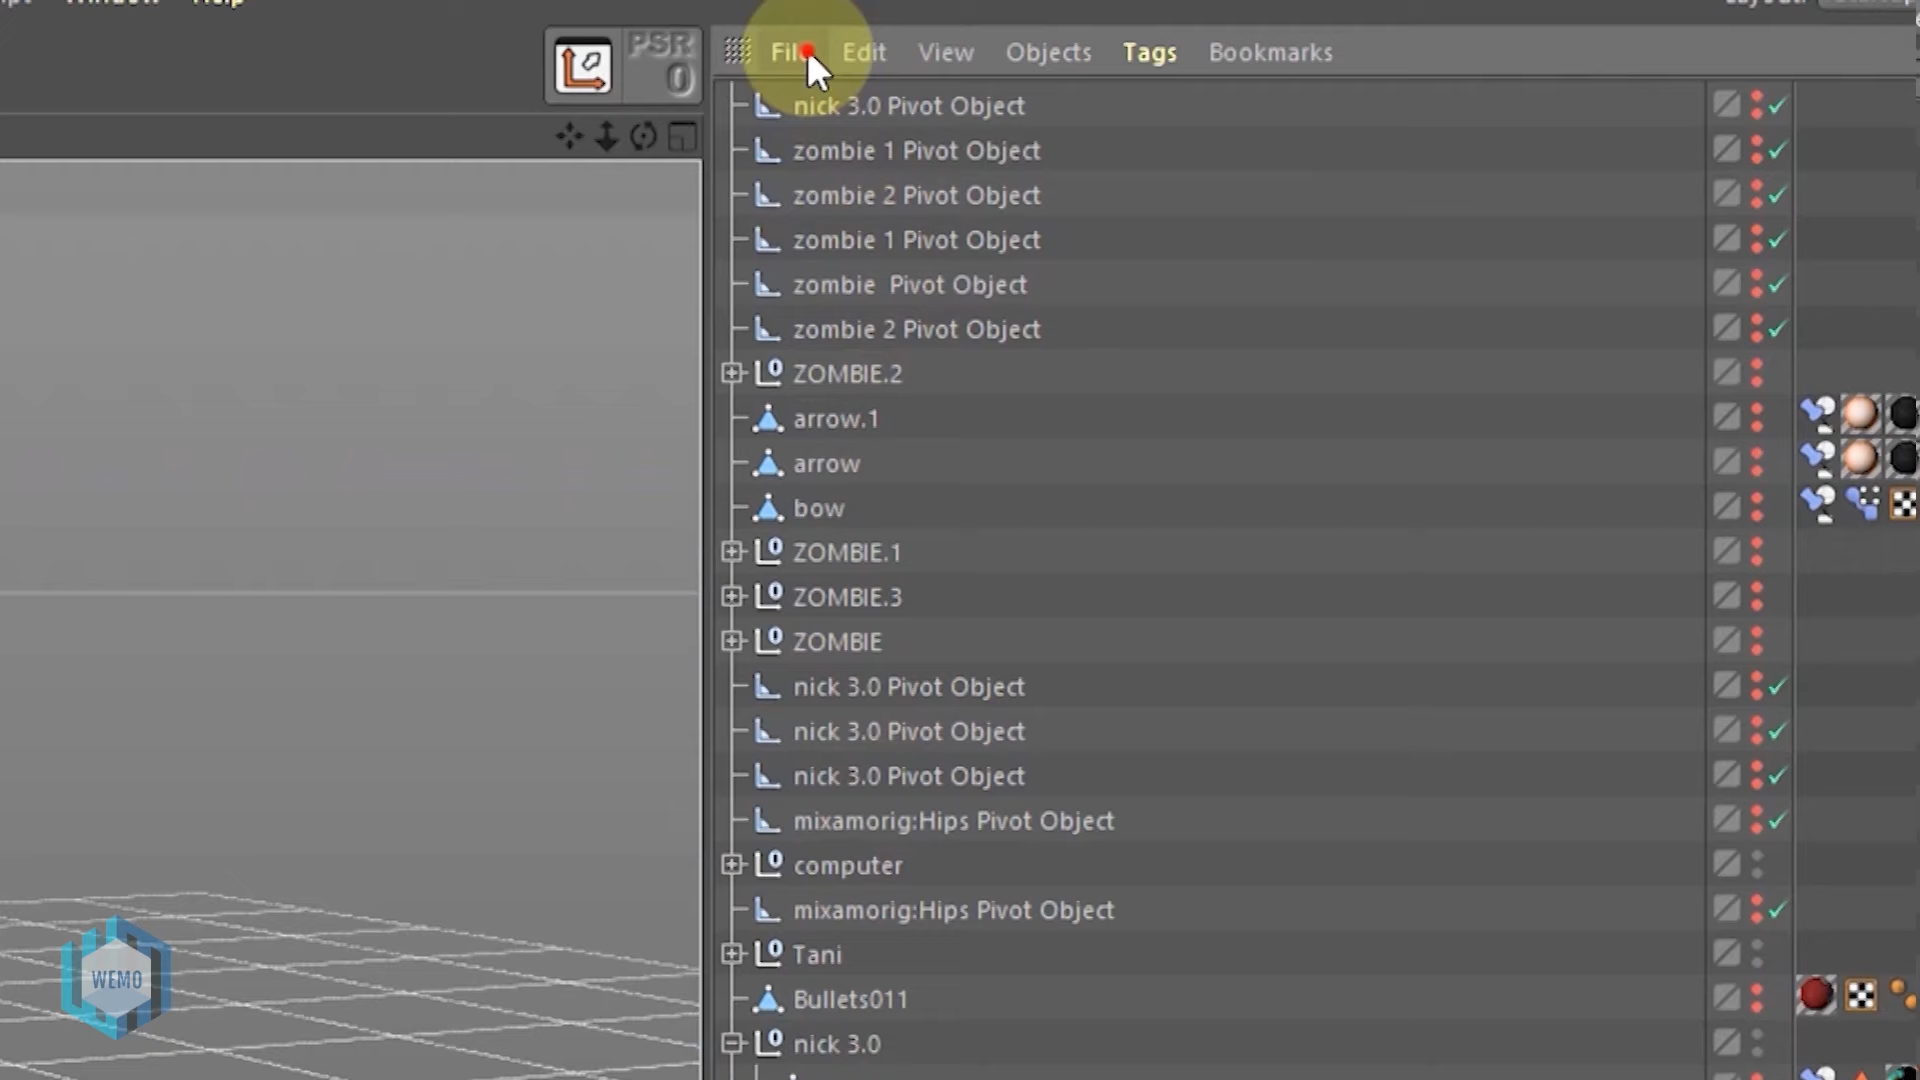 Window Help
Layout:
PSR
0
File Edit View Objects Tags Bookmarks
nick 3.0 Pivot Object
zombie 1 Pivot Object
zombie 2 Pivot Object
zombie 1 Pivot Object
zombie  Pivot Object
zombie 2 Pivot Object
ZOMBIE.2
arrow.1
arrow
bow
ZOMBIE.1
ZOMBIE.3
ZOMBIE
nick 3.0 Pivot Object
nick 3.0 Pivot Object
nick 3.0 Pivot Object
mixamorig:Hips Pivot Object
computer
mixamorig:Hips Pivot Object
Tani
Bullets011
nick 3.0
WEMO